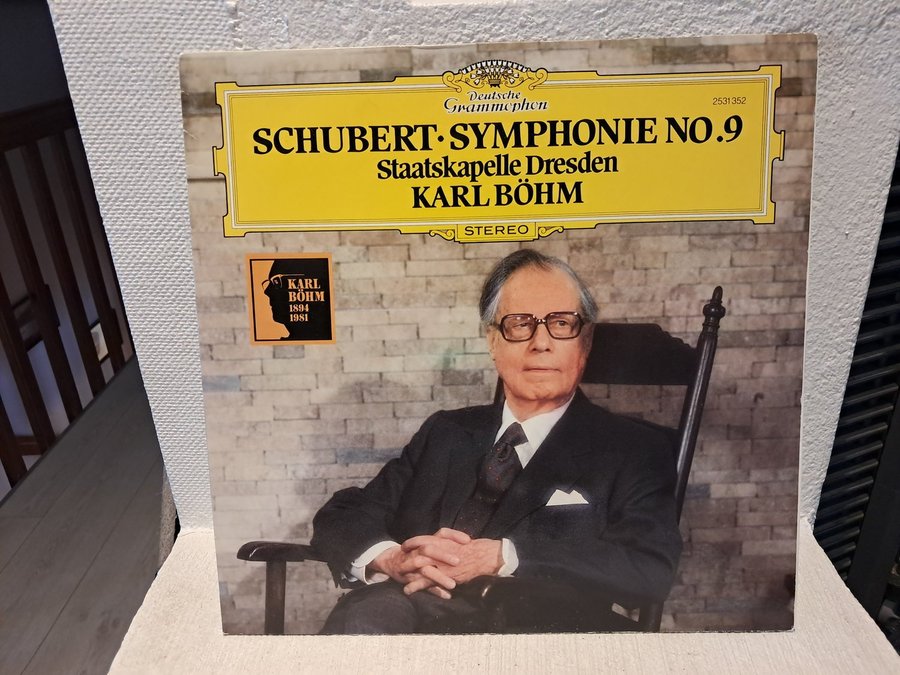 Deutsche
Grammophon
2531 352
SCHUBERT · SYMPHONIE NO. 9
Staatskapelle Dresden
KARL BÖHM
STEREO
KARL
BÖHM
1894
1981